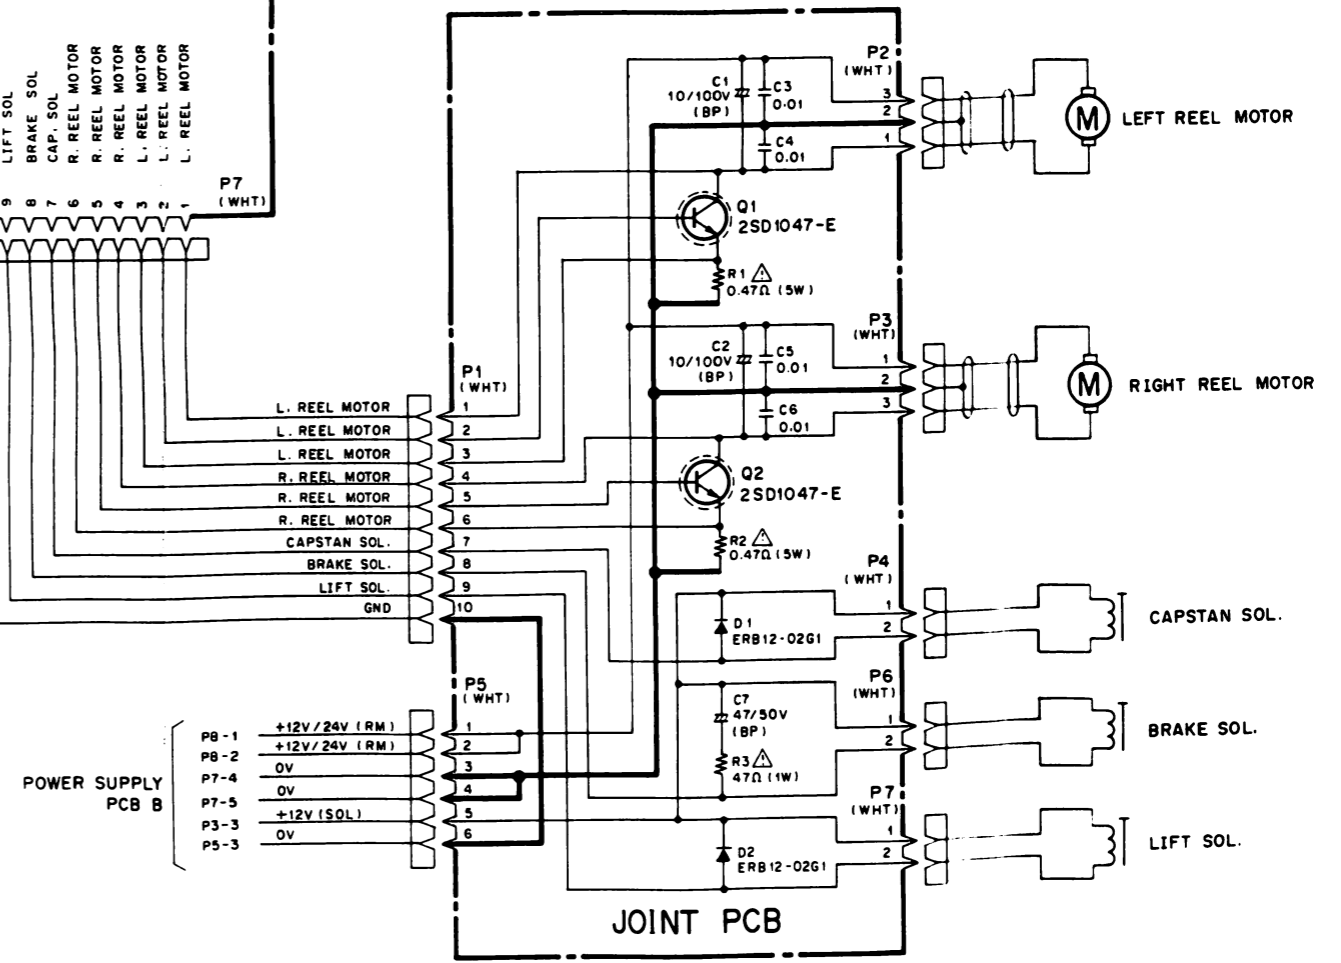 LIFT SOL
BRAKE SOL
CAP. SOL
R. REEL MOTOR
R. REEL MOTOR
R. REEL MOTOR
L. REEL MOTOR
L. REEL MOTOR
L. REEL MOTOR
9 8 7 6 5 4 3 2 1
P7
(WHT)
P1
(WHT)
L. REEL MOTOR 1
L. REEL MOTOR 2
L. REEL MOTOR 3
R. REEL MOTOR 4
R. REEL MOTOR 5
R. REEL MOTOR 6
CAPSTAN SOL. 7
BRAKE SOL. 8
LIFT SOL. 9
GND 10
P5
(WHT)
POWER SUPPLY
PCB B
P8-1 +12V/24V (RM) 1
P8-2 +12V/24V (RM) 2
P7-4 0V 3
P7-5 0V 4
P3-3 +12V (SOL) 5
P5-3 0V 6
C1
10/100V
(BP)
C3
0.01
C4
0.01
P2
(WHT)
3
2
1
M
LEFT REEL MOTOR
Q1
2SD1047-E
R1
0.47Ω (5W)
C2
10/100V
(BP)
C5
0.01
C6
0.01
P3
(WHT)
1
2
3
M
RIGHT REEL MOTOR
Q2
2SD1047-E
R2
0.47Ω (5W)
P4
(WHT)
1
2
D1
ERB12-02G1
CAPSTAN SOL.
P6
(WHT)
1
2
C7
47/50V
(BP)
R3
47Ω (1W)
BRAKE SOL.
P7
(WHT)
1
2
D2
ERB12-02G1
LIFT SOL.
JOINT PCB